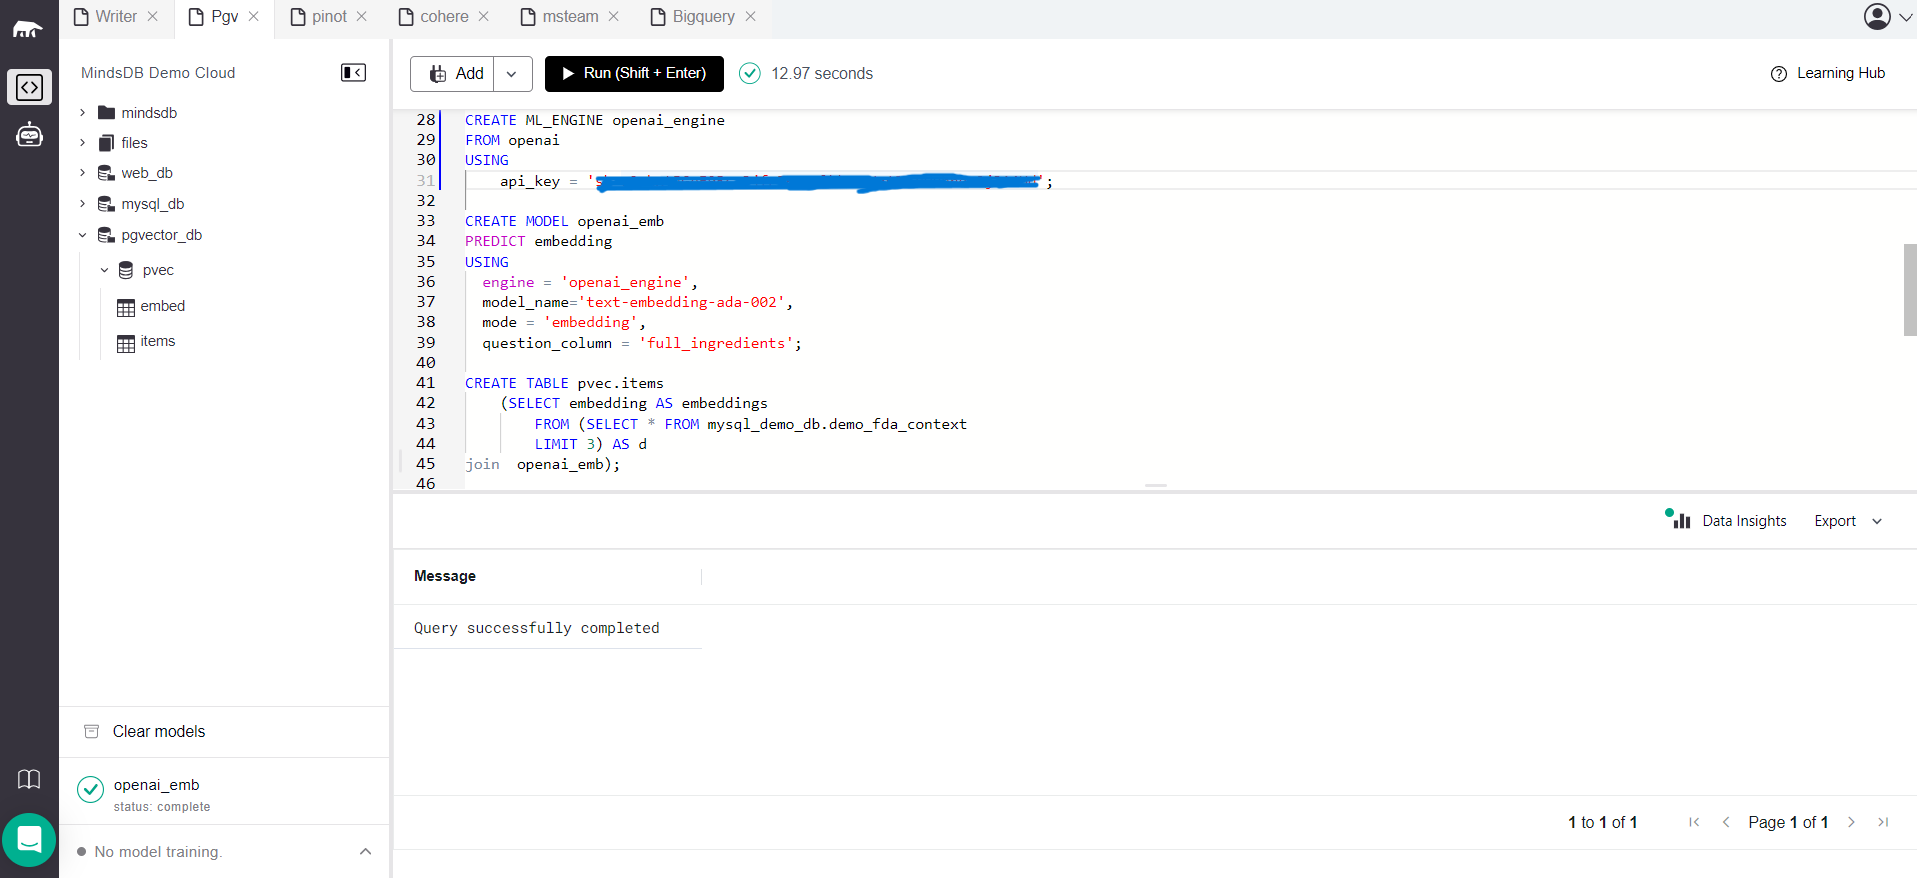 Writer
Pgv
pinot
cohere
msteam
Bigquery
MindsDB Demo Cloud
mindsdb
files
web_db
mysql_db
pgvector_db
pvec
embed
items
Clear models
openai_emb
status: complete
No model training.
Add
Run (Shift + Enter)
12.97 seconds
Learning Hub
28 CREATE ML_ENGINE openai_engine
29 FROM openai
30 USING
31 api_key = '';
32
33 CREATE MODEL openai_emb
34 PREDICT embedding
35 USING
36 engine = 'openai_engine',
37 model_name='text-embedding-ada-002',
38 mode = 'embedding',
39 question_column = 'full_ingredients';
40
41 CREATE TABLE pvec.items
42 (SELECT embedding AS embeddings
43 FROM (SELECT * FROM mysql_demo_db.demo_fda_context
44 LIMIT 3) AS d
45 join openai_emb);
46
Data Insights
Export
Message
Query successfully completed
1 to 1 of 1
Page 1 of 1